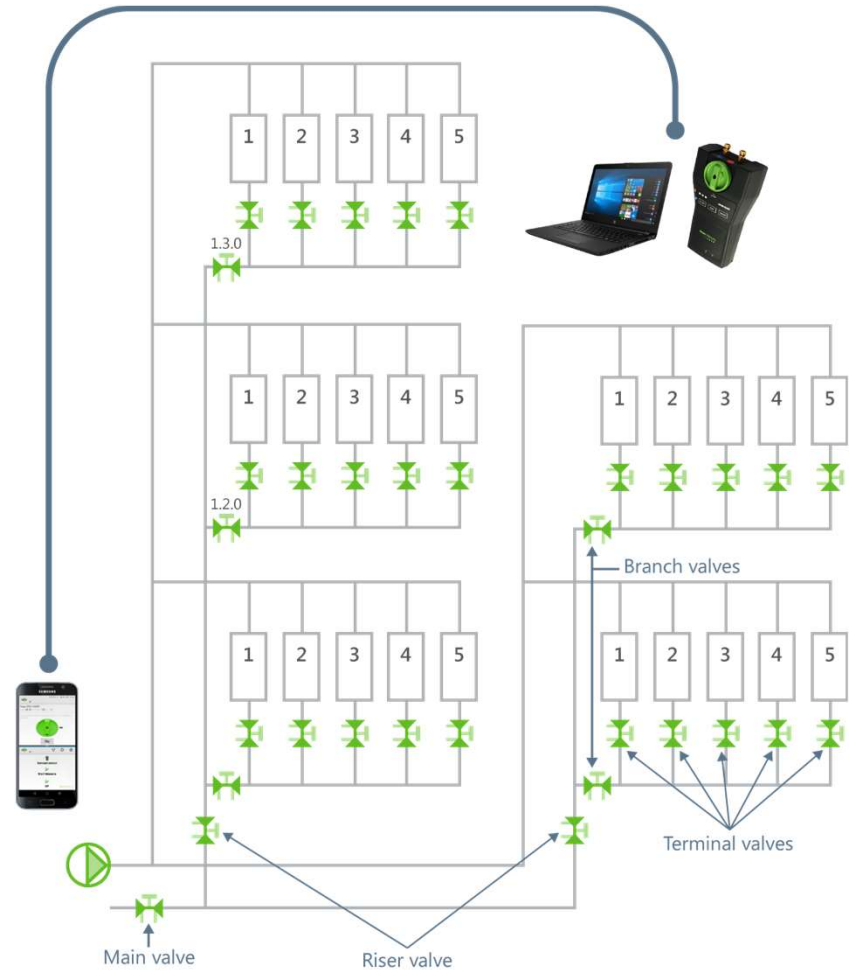 1 2 3 4 5
1.3.0
1 2 3 4 5
1 2 3 4 5
1.2.0
Branch valves
1 2 3 4 5
1 2 3 4 5
SAMSUNG
Terminal valves
Main valve
Riser valve